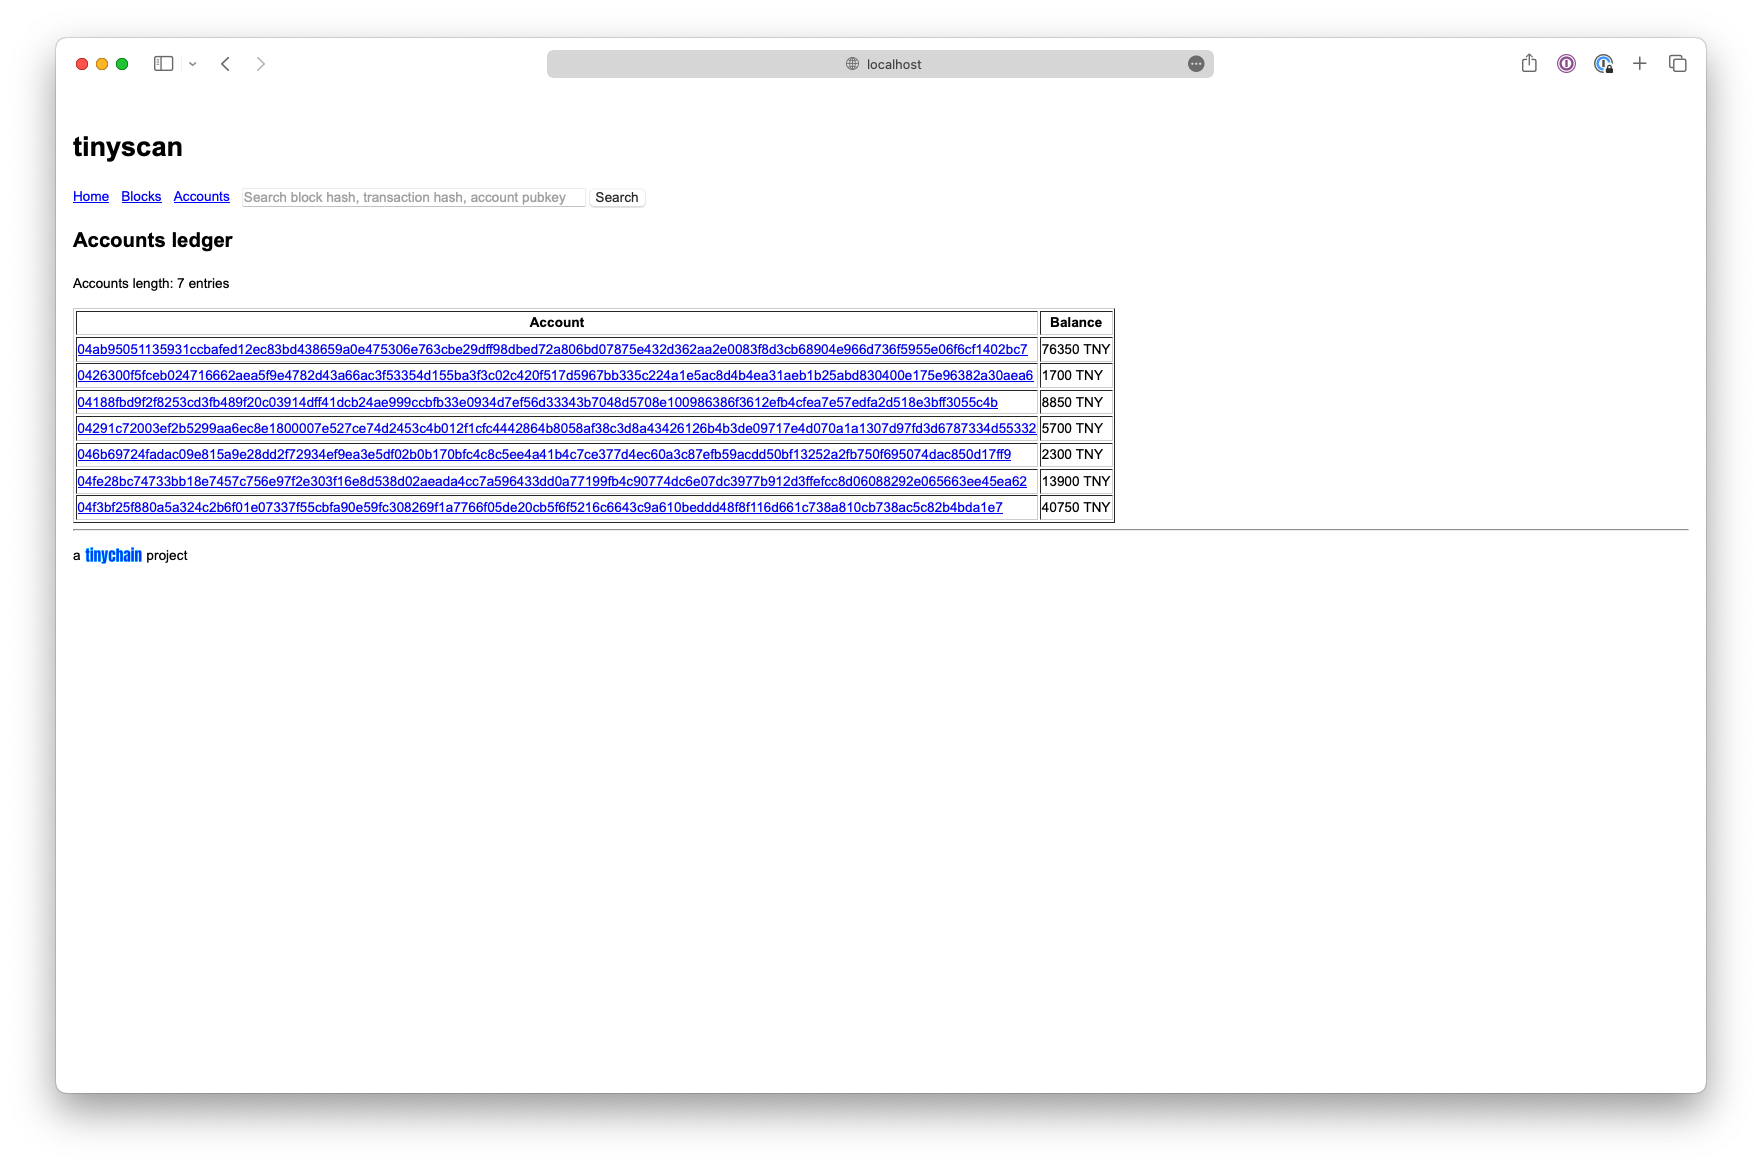 localhost
tinyscan
Home Blocks Accounts Search block hash, transaction hash, account pubkey Search
Accounts ledger
Accounts length: 7 entries
Account Balance
04ab95051135931ccbafed12ec83bd438659a0e475306e763cbe29dff98dbed72a806bd07875e432d362aa2e0083f8d3cb68904e966d736f5955e06f6cf1402bc7 76350 TNY
0426300f5fceb024716662aea5f9e4782d43a66ac3f53354d155ba3f3c02c420f517d5967bb335c224a1e5ac8d4b4ea31aeb1b25abd830400e175e96382a30aea6 1700 TNY
04188fbd9f2f8253cd3fb489f20c03914dff41dcb24ae999ccbfb33e0934d7ef56d33343b7048d5708e100986386f3612efb4cfea7e57edfa2d518e3bff3055c4b 8850 TNY
04291c72003ef2b5299aa6ec8e1800007e527ce74d2453c4b012f1cfc4442864b8058af38c3d8a43426126b4b3de09717e4d070a1a1307d97fd3d6787334d55332 5700 TNY
046b69724fadac09e815a9e28dd2f72934ef9ea3e5df02b0b170bfc4c8c5ee4a41b4c7ce377d4ec60a3c87efb59acdd50bf13252a2fb750f695074dac850d17ff9 2300 TNY
04fe28bc74733bb18e7457c756e97f2e303f16e8d538d02aeada4cc7a596433dd0a77199fb4c90774dc6e07dc3977b912d3ffefcc8d06088292e065663ee45ea62 13900 TNY
04f3bf25f880a5a324c2b6f01e07337f55cbfa90e59fc308269f1a7766f05de20cb5f6f5216c6643c9a610beddd48f8f116d661c738a810cb738ac5c82b4bda1e7 40750 TNY
a tinychain project